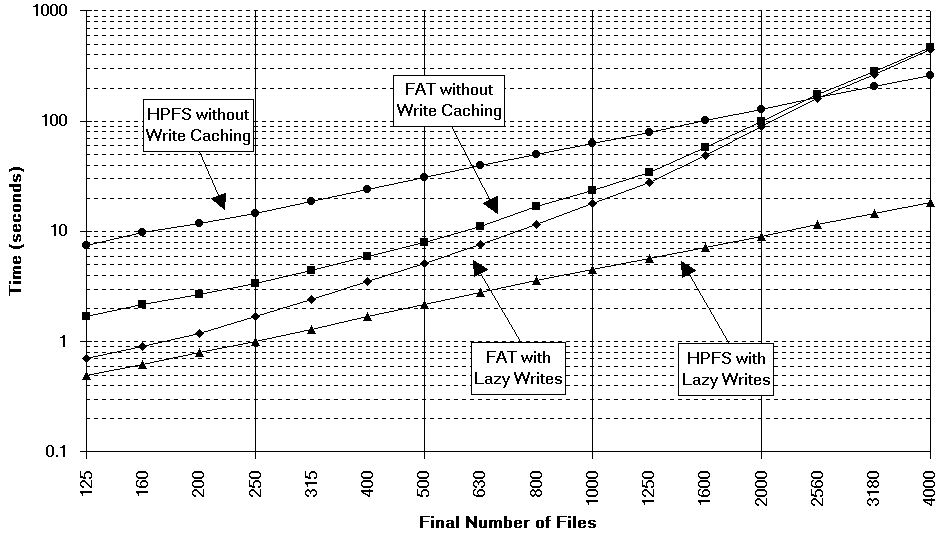 1000
100
10
1
0.1
Time (seconds)
HPFS without
Write Caching
FAT without
Write Caching
FAT with
Lazy Writes
HPFS with
Lazy Writes
125
160
200
250
315
400
500
630
800
1000
1250
1600
2000
2560
3180
4000
Final Number of Files